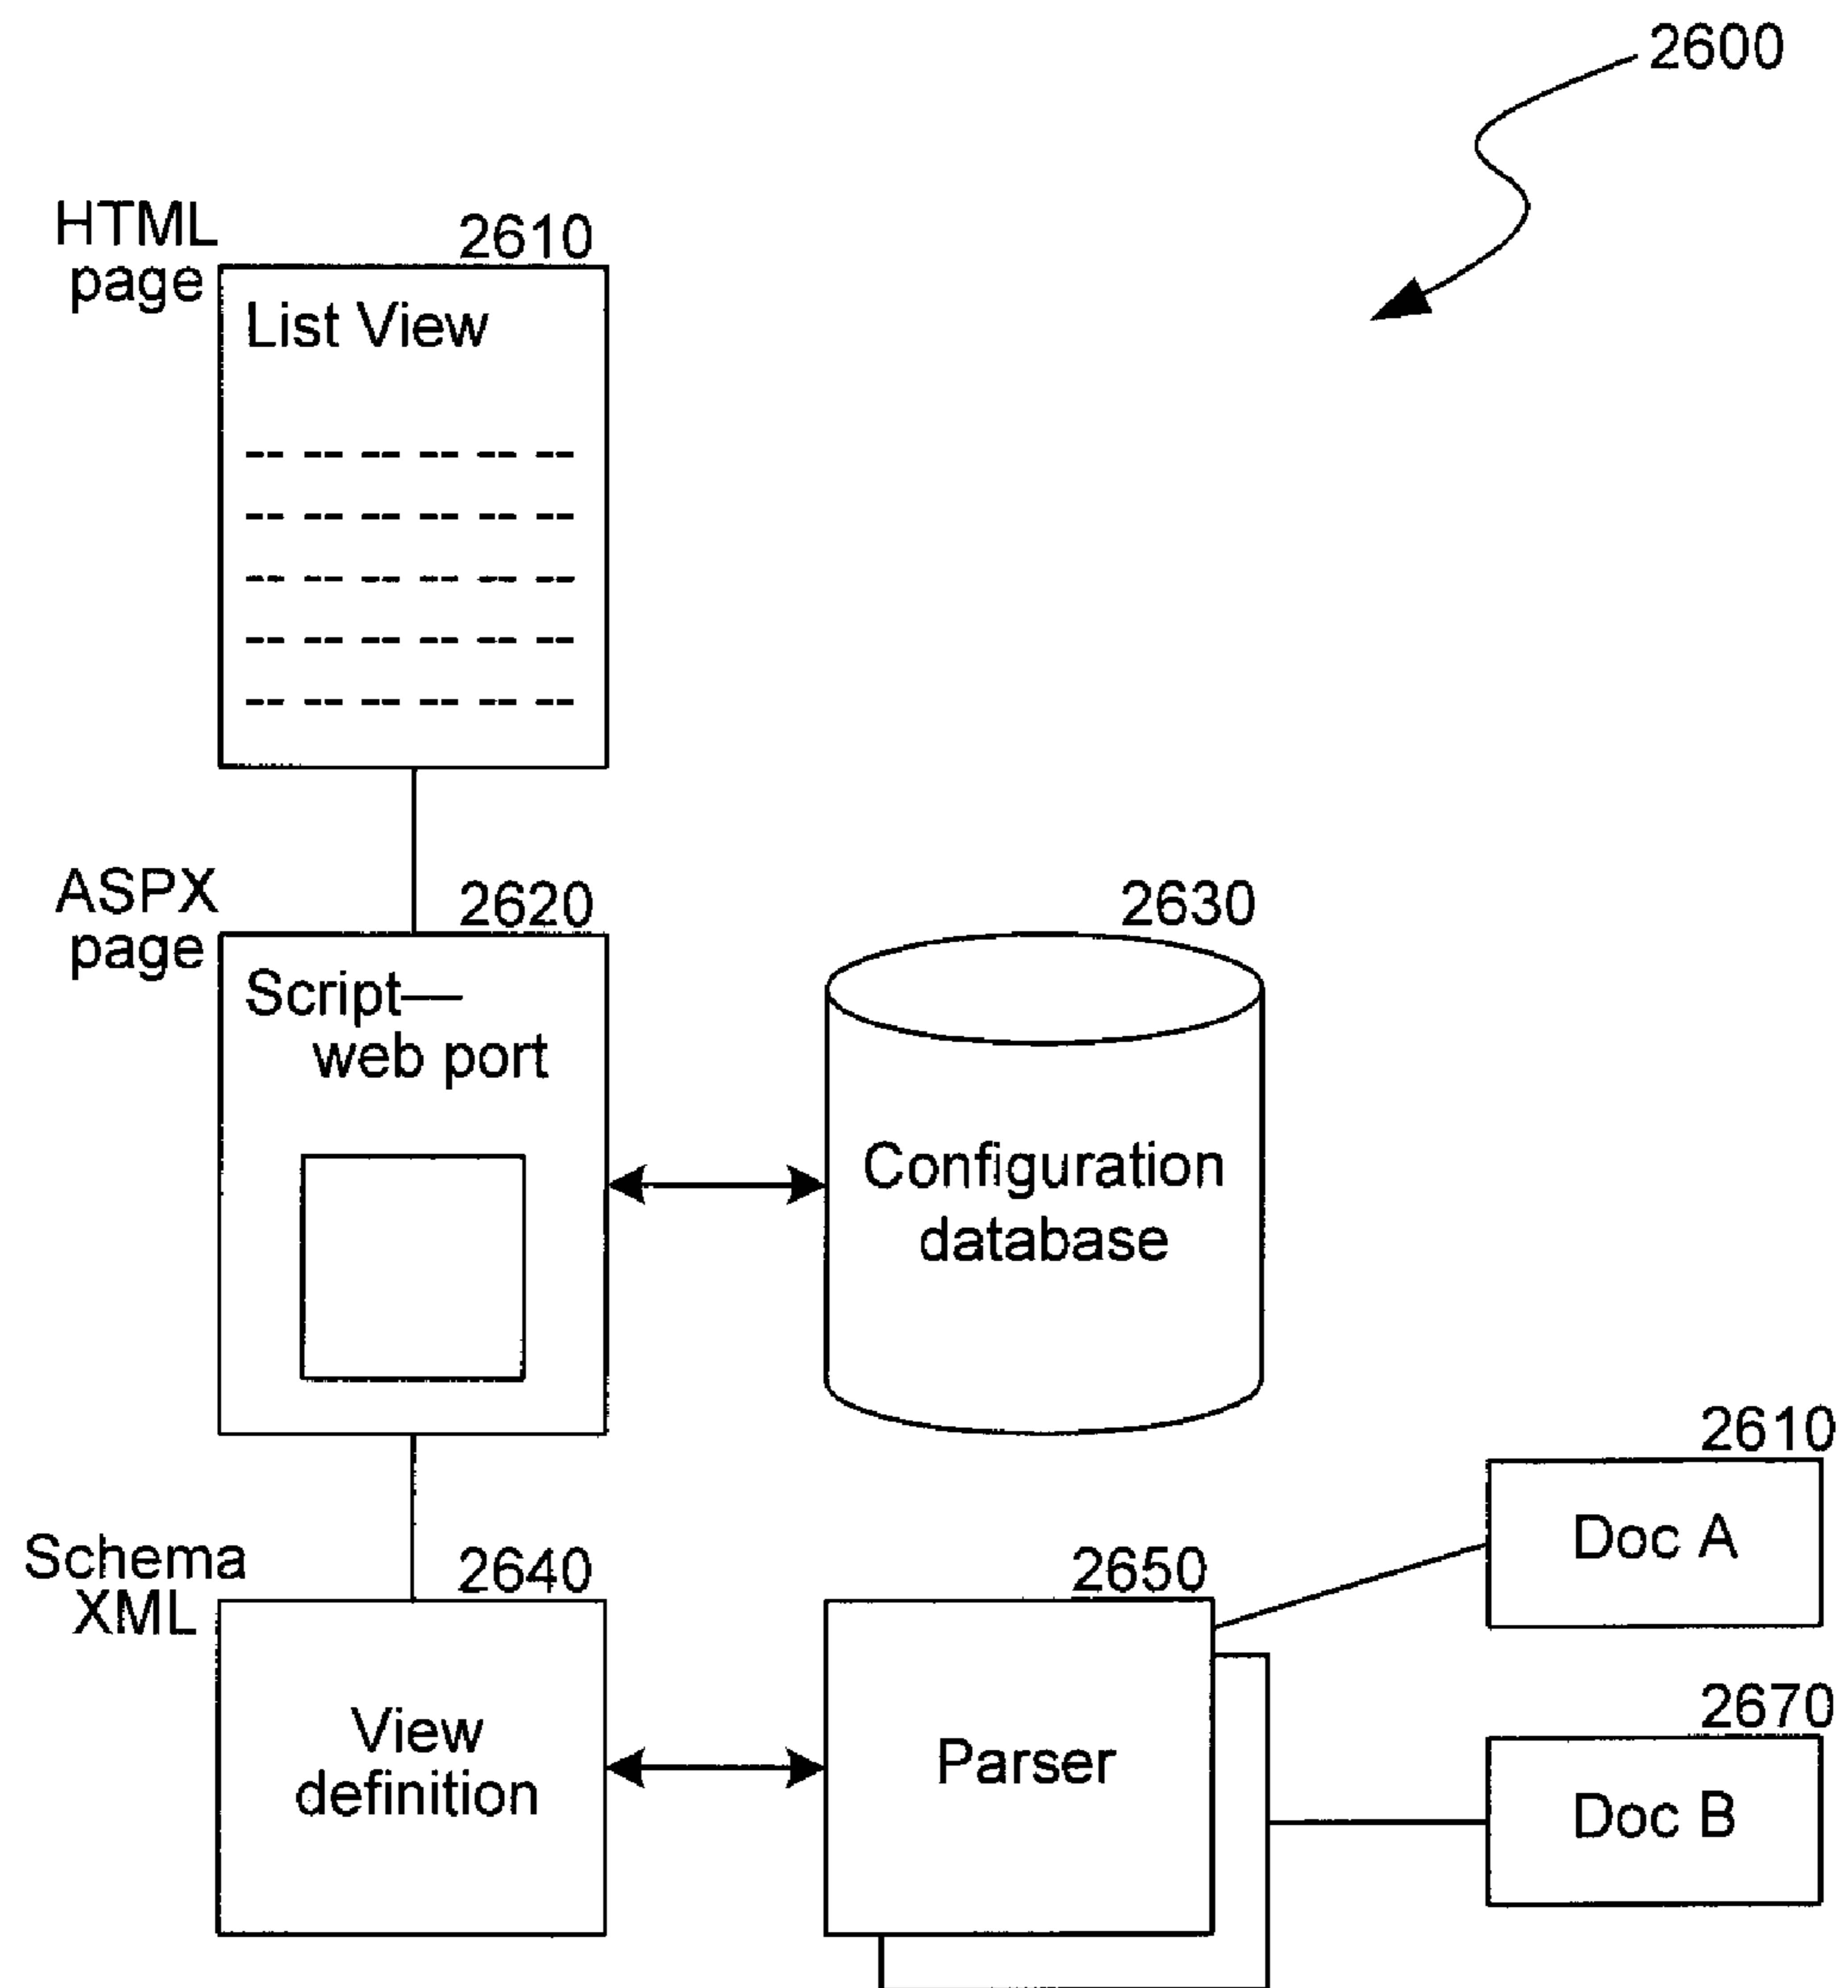 2600
HTML
page
2610
List View
ASPX
page
2620
Script—
web port
2630
Configuration
database
Schema
XML
2640
View
definition
2650
Parser
2610
Doc A
2670
Doc B